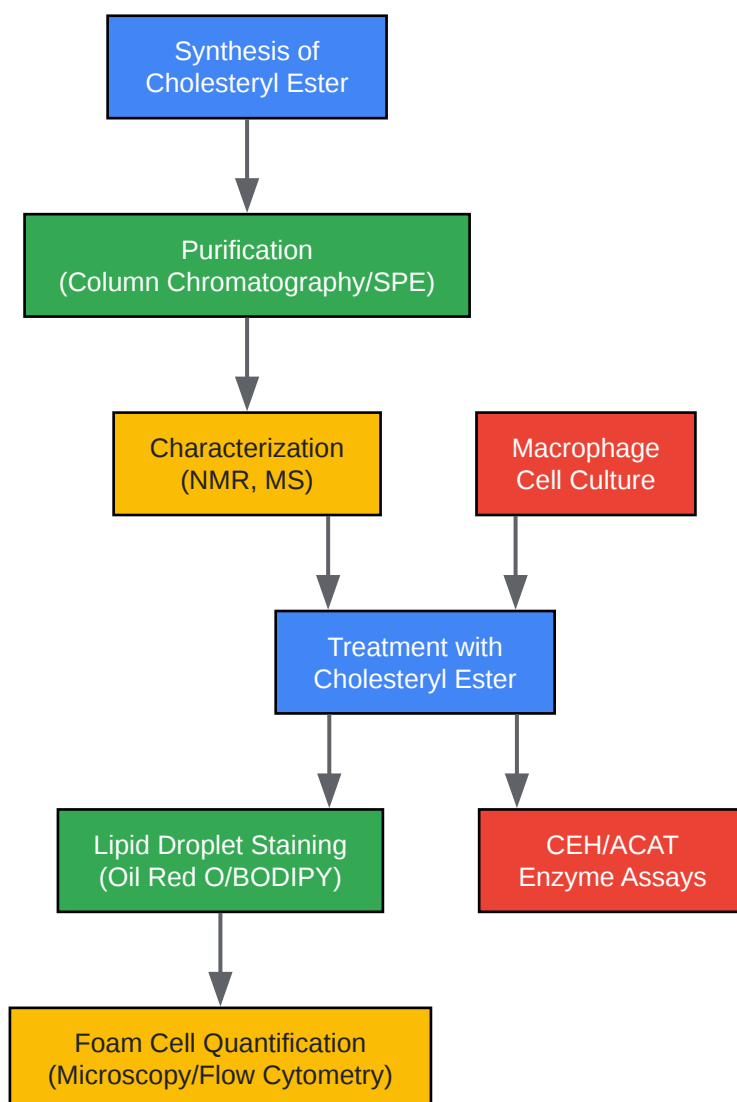 Synthesis of
Cholesteryl Ester
Purification
(Column Chromatography/SPE)
Characterization
(NMR, MS)
Macrophage
Cell Culture
Treatment with
Cholesteryl Ester
Lipid Droplet Staining
(Oil Red O/BODIPY)
CEH/ACAT
Enzyme Assays
Foam Cell Quantification
(Microscopy/Flow Cytometry)